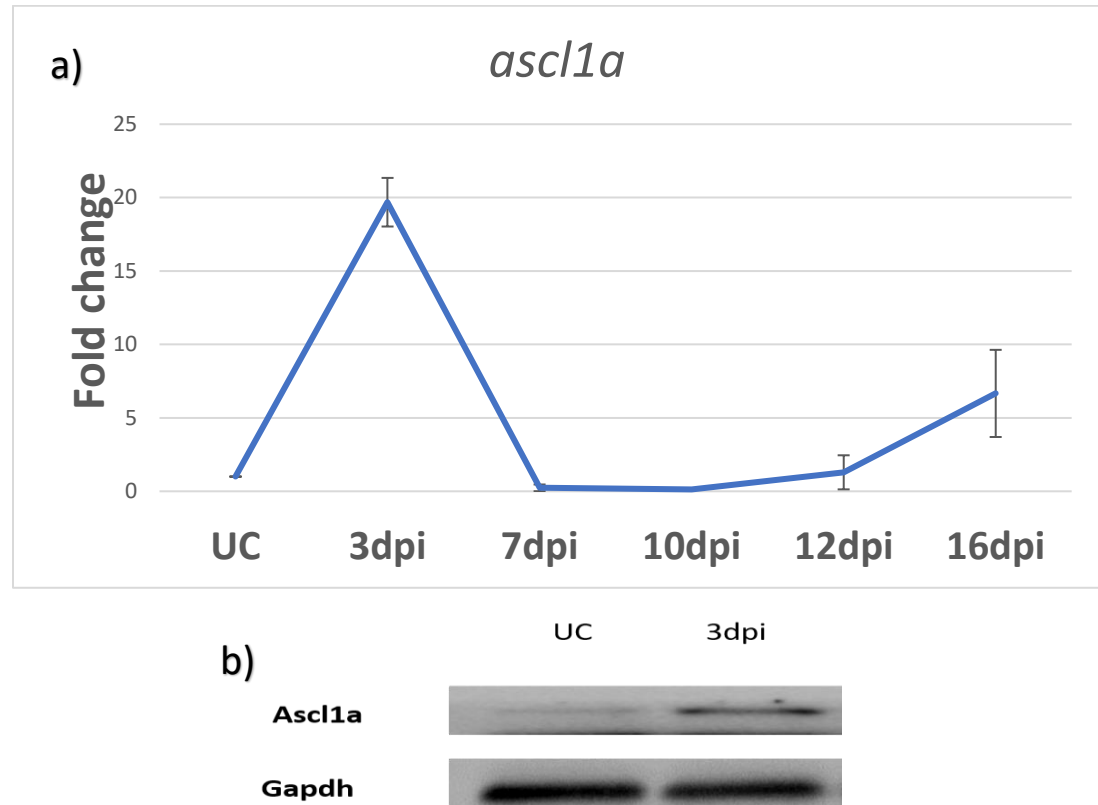 a)
ascl1a
Fold change
25
20
15
10
5
0
UC 3dpi 7dpi 10dpi 12dpi 16dpi
b)
UC 3dpi
Ascl1a
Gapdh